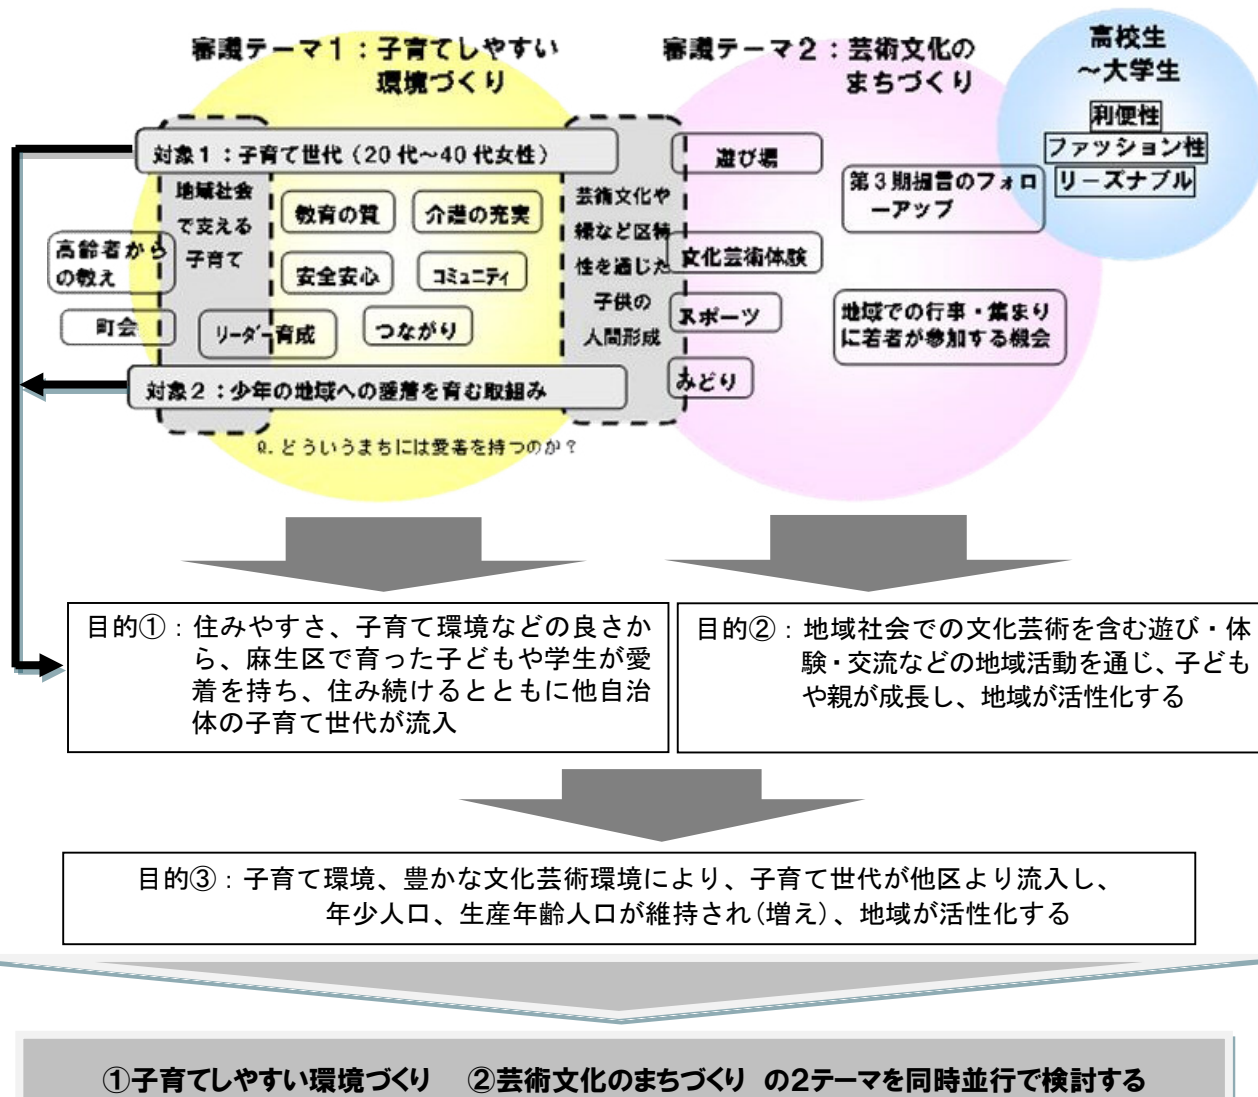 審議テーマ１：子育てしやすい
環境づくり
審議テーマ２：芸術文化の
まちづくり
高校生
～大学生
利便性
ファッション性
リーズナブル
対象１：子育て世代（20代～40代女性）
地域社会
で支える
子育て
高齢者から
の教え
町会
教育の質
介護の充実
安全安心
コミュニティ
リーダー育成
つながり
対象２：少年の地域への愛着を育む取組み
Q. どういうまちには愛着を持つのか？
芸術文化や
緑など区特
性を通じた
子供の
人間形成
遊び場
文化芸術体験
スポーツ
みどり
第３期提言のフォロ
ーアップ
地域での行事・集まり
に若者が参加する機会
目的①：住みやすさ、子育て環境などの良さか
ら、麻生区で育った子どもや学生が愛
着を持ち、住み続けるとともに他自治
体の子育て世代が流入
目的②：地域社会での文化芸術を含む遊び・体
験・交流などの地域活動を通じ、子ども
や親が成長し、地域が活性化する
目的③：子育て環境、豊かな文化芸術環境により、子育て世代が他区より流入し、
年少人口、生産年齢人口が維持され（増え）、地域が活性化する
①子育てしやすい環境づくり　②芸術文化のまちづくり の２テーマを同時並行で検討する